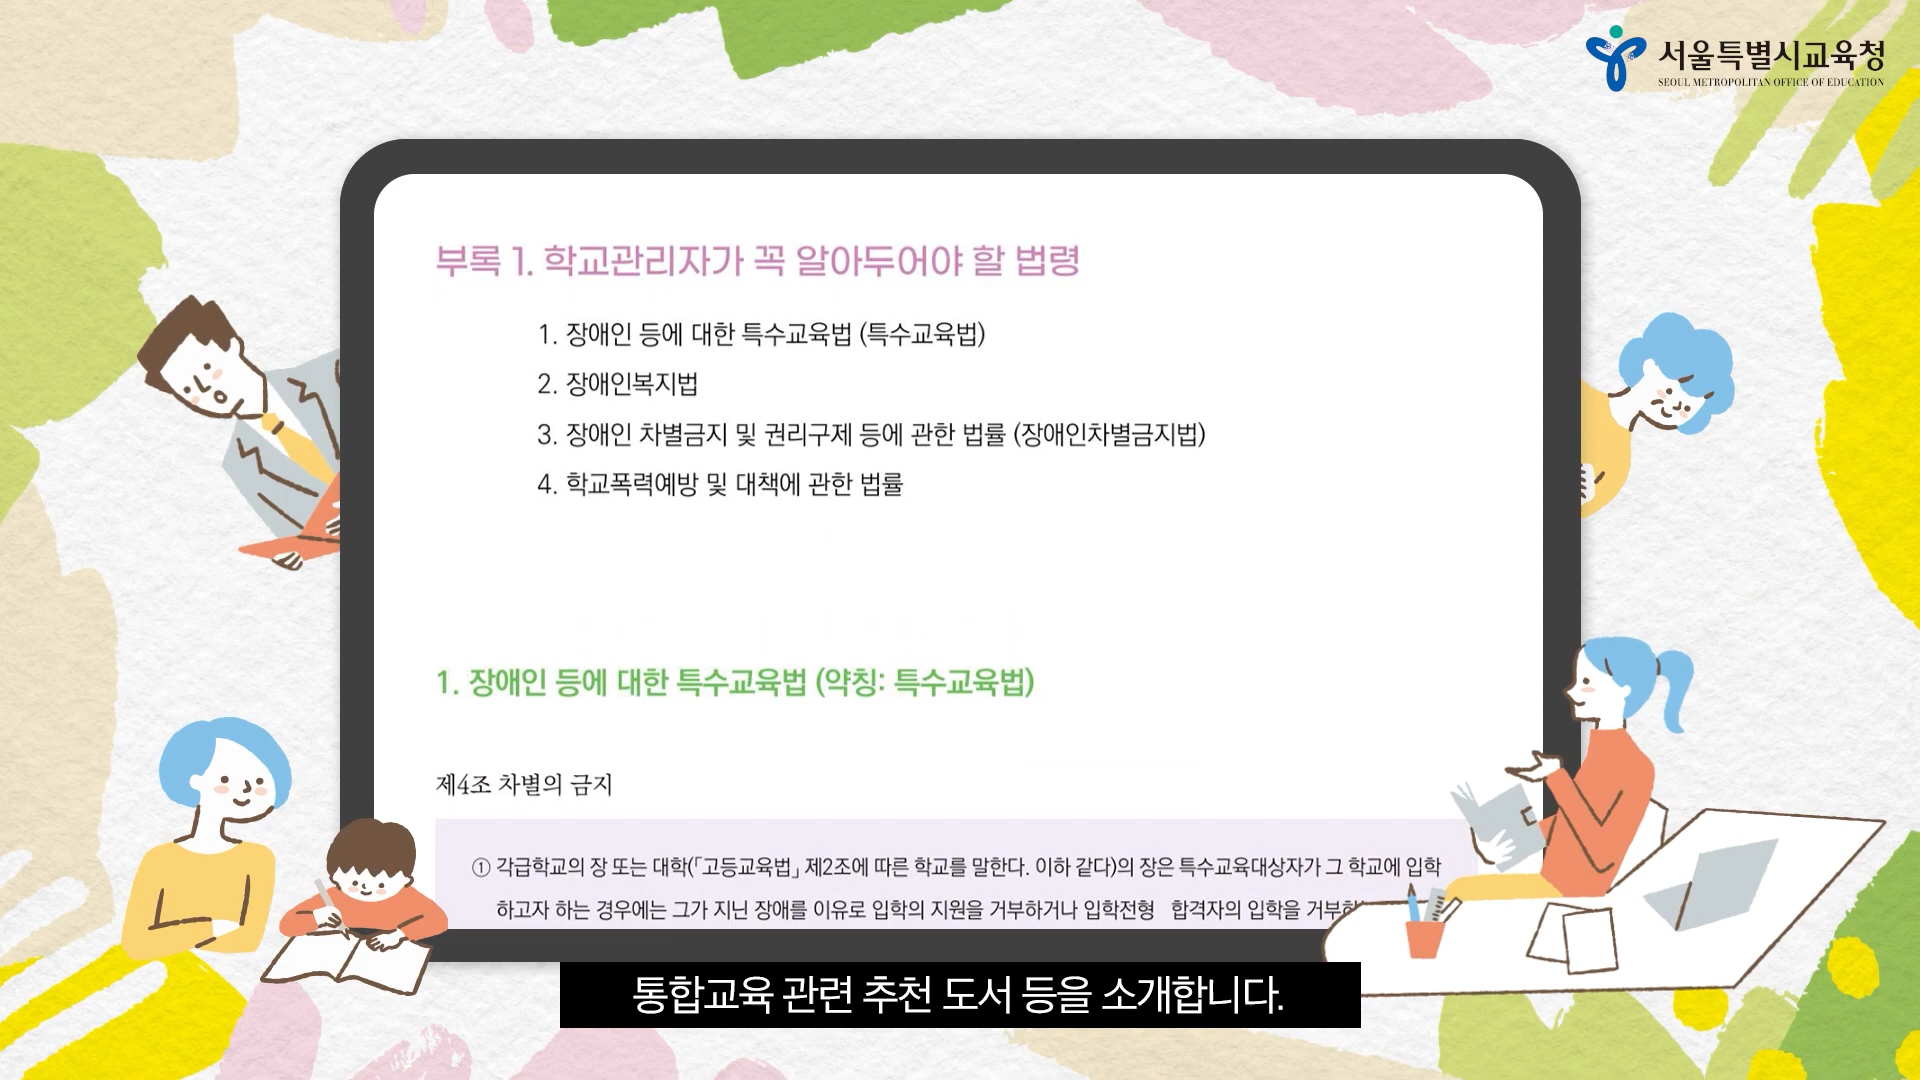 서울특별시교육청
SEOUL METROPOLITAN OFFICE OF EDUCATION
부록 1. 학교관리자가 꼭 알아두어야 할 법령
1. 장애인 등에 대한 특수교육법 (특수교육법)
2. 장애인복지법
3. 장애인 차별금지 및 권리구제 등에 관한 법률 (장애인차별금지법)
4. 학교폭력예방 및 대책에 관한 법률
1. 장애인 등에 대한 특수교육법 (약칭: 특수교육법)
제4조 차별의 금지
① 각급학교의 장 또는 대학(「고등교육법」 제2조에 따른 학교를 말한다. 이하 같다)의 장은 특수교육대상자가 그 학교에 입학
하고자 하는 경우에는 그가 지닌 장애를 이유로 입학의 지원을 거부하거나 입학전형 합격자의 입학을
통합교육 관련 추천 도서 등을 소개합니다.